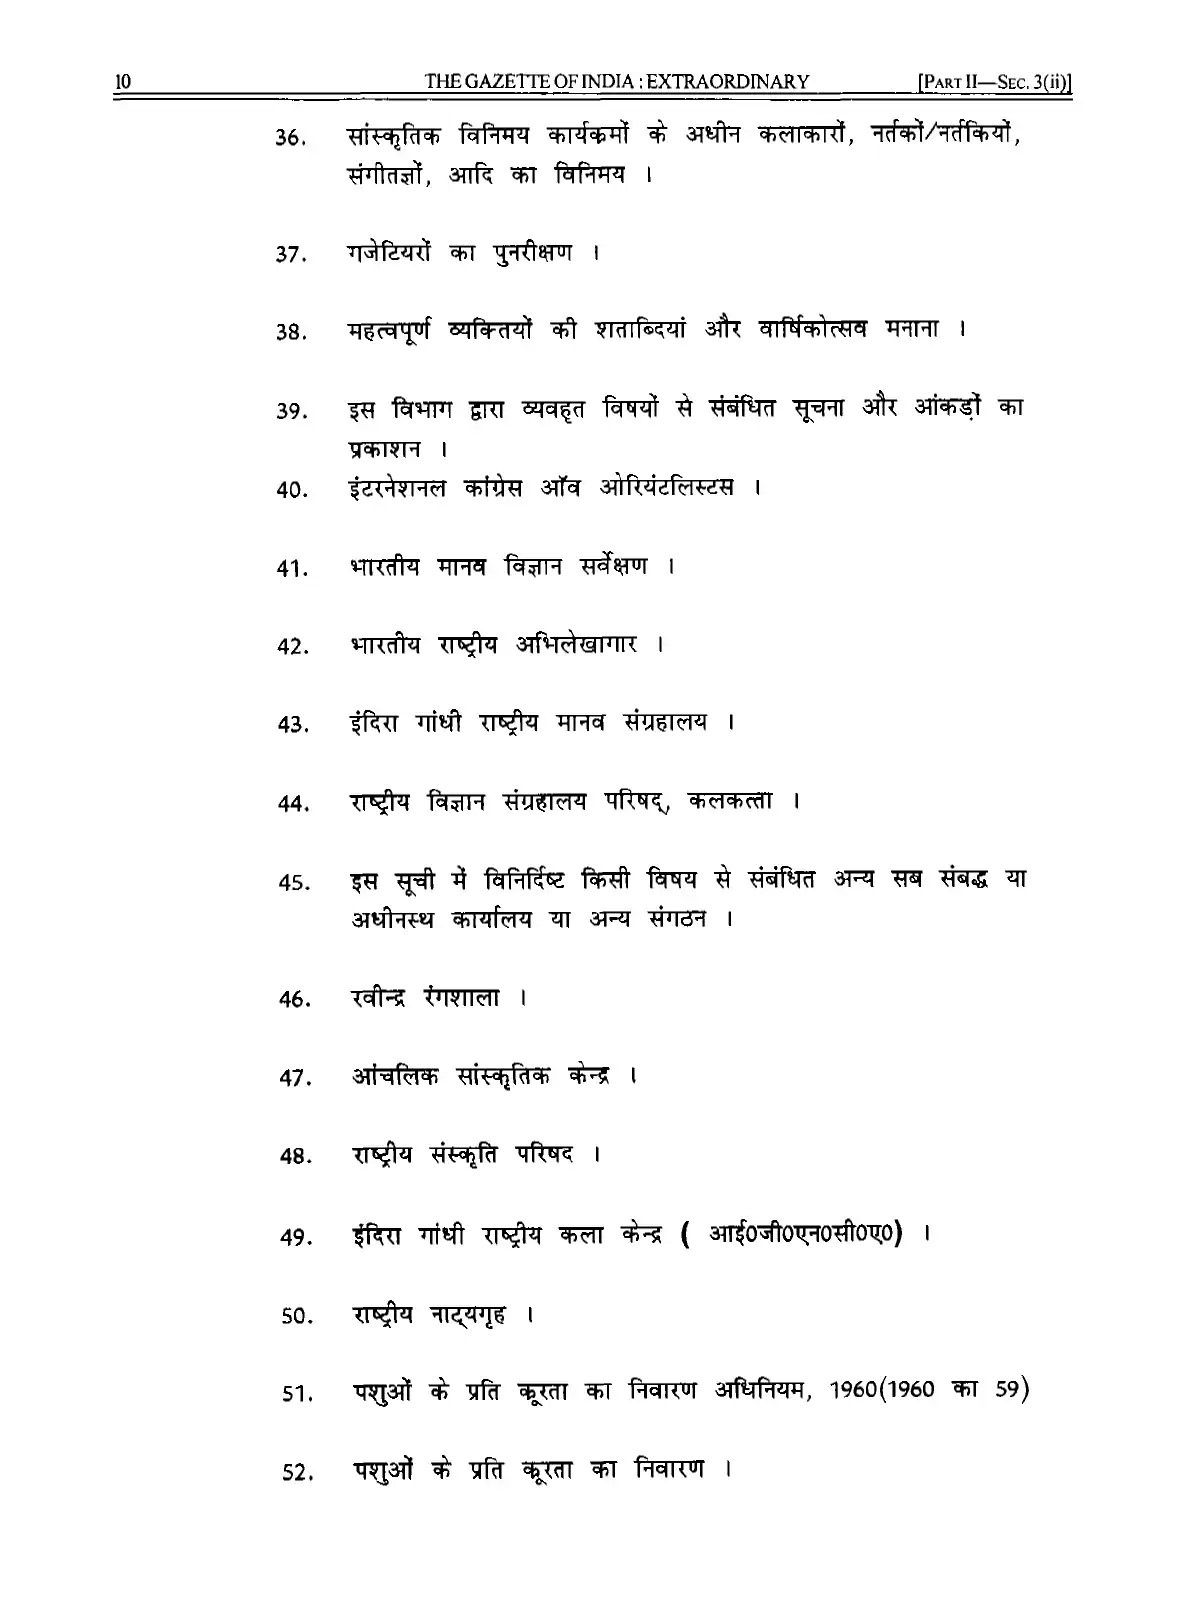 10 THE GAZETTE OF INDIA : EXTRAORDINARY [PART II—SEC. 3(ii)]
36. सांस्कृतिक विनिमय कार्यक्रमों के अधीन कलाकारों, नर्तकों/नर्तकियों,
संगीतज्ञों, आदि का विनिमय ।
37. गजेटियरों का पुनरीक्षण ।
38. महत्वपूर्ण व्यक्तियों की शताब्दियां और वार्षिकोत्सव मनाना ।
39. इस विभाग द्वारा व्यवहृत विषयों से संबंधित सूचना और आंकड़ों का
प्रकाशन ।
40. इंटरनेशनल कांग्रेस ऑव ओरियंटलिस्टस ।
41. भारतीय मानव विज्ञान सर्वेक्षण ।
42. भारतीय राष्ट्रीय अभिलेखागार ।
43. इंदिरा गांधी राष्ट्रीय मानव संग्रहालय ।
44. राष्ट्रीय विज्ञान संग्रहालय परिषद्, कलकत्ता ।
45. इस सूची में विनिर्दिष्ट किसी विषय से संबंधित अन्य सब संबद्ध या
अधीनस्थ कार्यालय या अन्य संगठन ।
46. रवीन्द्र रंगशाला ।
47. आंचलिक सांस्कृतिक केन्द्र ।
48. राष्ट्रीय संस्कृति परिषद ।
49. इंदिरा गांधी राष्ट्रीय कला केन्द्र ( आई0जी0एन0सी0ए0) ।
50. राष्ट्रीय नाट्यगृह ।
51. पशुओं के प्रति क्रूरता का निवारण अधिनियम, 1960(1960 का 59)
52. पशुओं के प्रति क्रूरता का निवारण ।